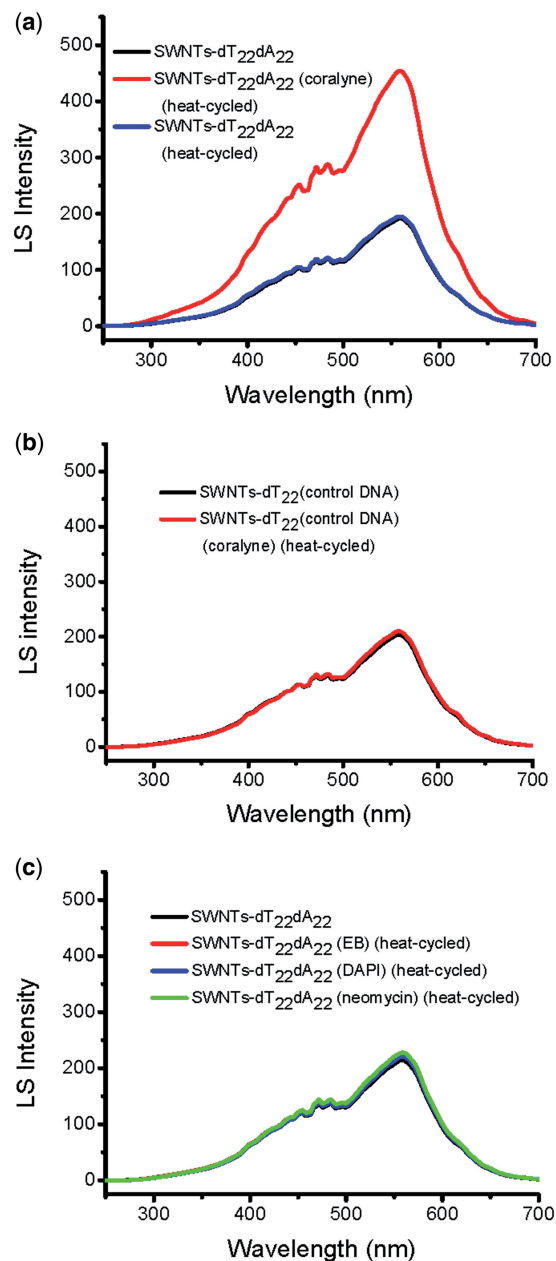 (a)
500
400
300
200
100
0
LS Intensity
SWNTs-dT22dA22
SWNTs-dT22dA22 (coralyne)
(heat-cycled)
SWNTs-dT22dA22
(heat-cycled)
300 400 500 600 700
Wavelength (nm)
(b)
500
400
300
200
100
0
LS intensity
SWNTs-dT22(control DNA)
SWNTs-dT22(control DNA)
(coralyne) (heat-cycled)
300 400 500 600 700
Wavelength (nm)
(c)
500
400
300
200
100
0
LS Intensity
SWNTs-dT22dA22
SWNTs-dT22dA22 (EB) (heat-cycled)
SWNTs-dT22dA22 (DAPI) (heat-cycled)
SWNTs-dT22dA22 (neomycin) (heat-cycled)
300 400 500 600 700
Wavelength (nm)